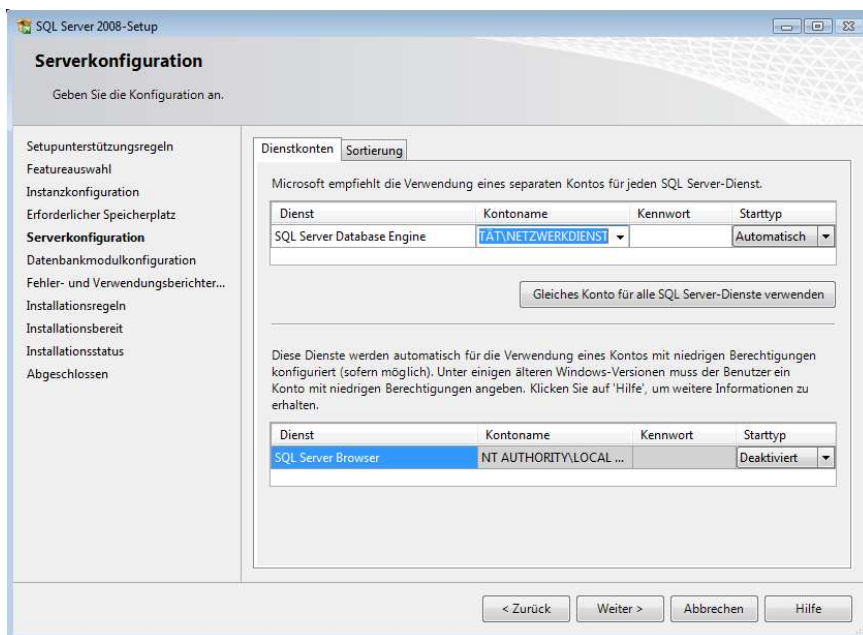 SQL Server 2008-Setup
Serverkonfiguration
Geben Sie die Konfiguration an.
Setupunterstützungsregeln
Featureauswahl
Instanzkonfiguration
Erforderlicher Speicherplatz
Serverkonfiguration
Datenbankmodulkonfiguration
Fehler- und Verwendungsberichter...
Installationsregeln
Installationsbereit
Installationsstatus
Abgeschlossen
Dienstkonten Sortierung
Microsoft empfiehlt die Verwendung eines separaten Kontos für jeden SQL Server-Dienst.
Dienst Kontoname Kennwort Starttyp
SQL Server Database Engine TÄT\NETZWERKDIENST Automatisch
Gleiches Konto für alle SQL Server-Dienste verwenden
Diese Dienste werden automatisch für die Verwendung eines Kontos mit niedrigen Berechtigungen
konfiguriert (sofern möglich). Unter einigen älteren Windows-Versionen muss der Benutzer ein
Konto mit niedrigen Berechtigungen angeben. Klicken Sie auf 'Hilfe', um weitere Informationen zu
erhalten.
Dienst Kontoname Kennwort Starttyp
SQL Server Browser NT AUTHORITY\LOCAL ... Deaktiviert
< Zurück Weiter > Abbrechen Hilfe